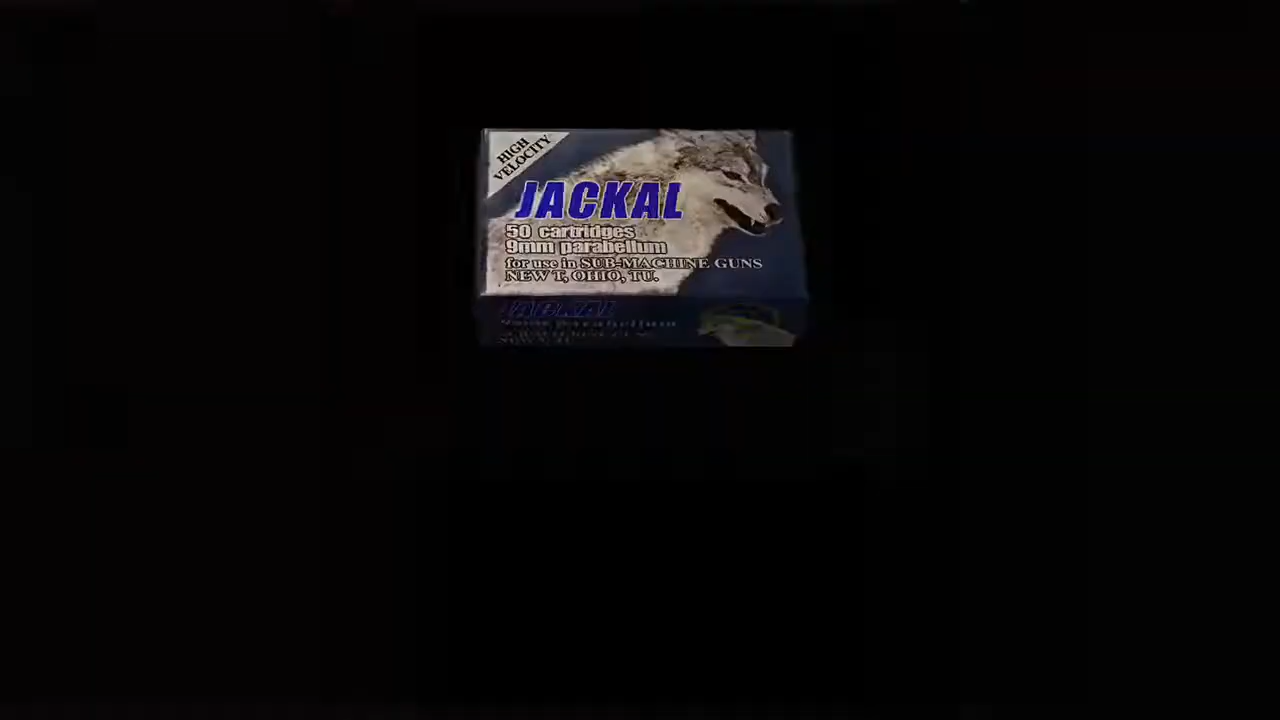 HIGH
VELOCITY
JACKAL
50 cartridges
9mm parabellum
for use in SUB-MACHINE GUNS
NEW T, OHIO, TU.